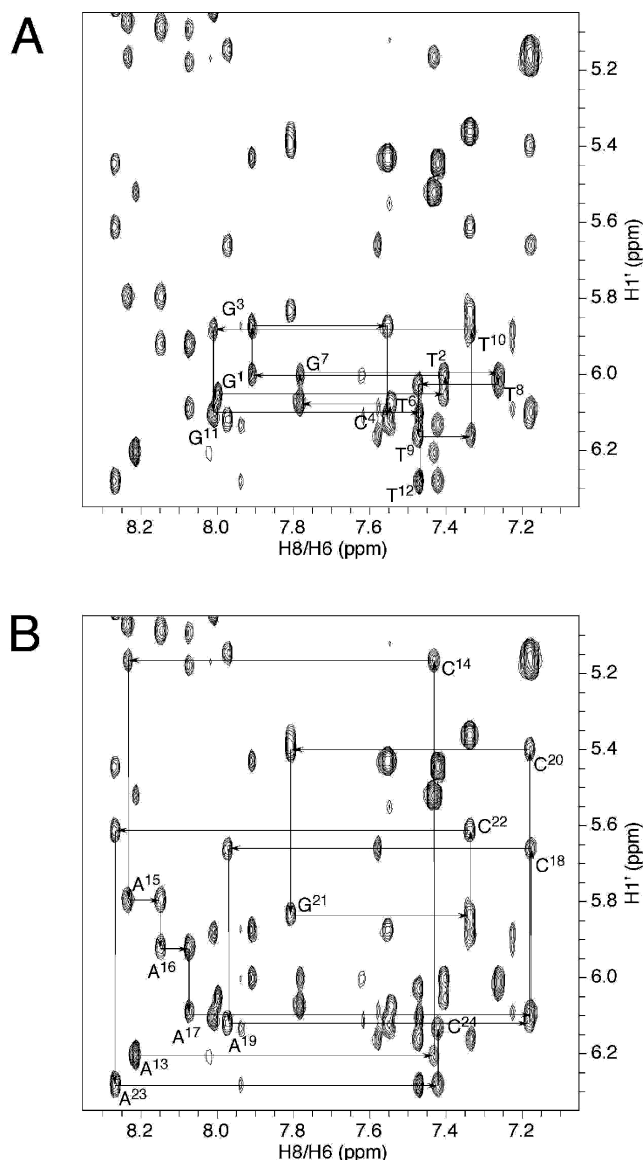 A
5.2
5.4
5.6
5.8
6.0
6.2
H1' (ppm)
G3
T10
G1
G7
T2
C4
T6
T8
G11
T9
T12
8.2 8.0 7.8 7.6 7.4 7.2
H8/H6 (ppm)
B
C14
5.2
5.4
C20
5.6
C22
C18
H1' (ppm)
A15
G21
5.8
A16
6.0
A17
A19
C24
A13
6.2
A23
8.2 8.0 7.8 7.6 7.4 7.2
H8/H6 (ppm)